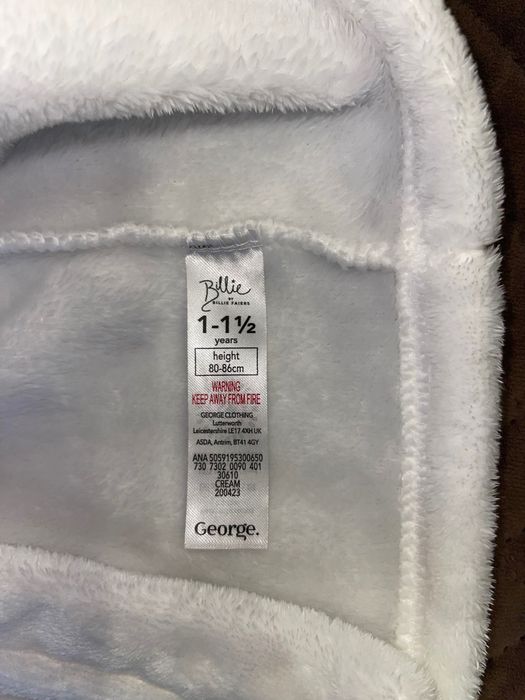 Billie
BY
BILLIE FAIERS
1-1½
years
height
80-86cm
WARNING
KEEP AWAY FROM FIRE
GEORGE CLOTHING
Lutterworth
Leicestershire LE17 4XH UK
ASDA, Antrim, BT41 4GY
ANA 5059195300650
730 7302 0090 401
30610
CREAM
200423
George.